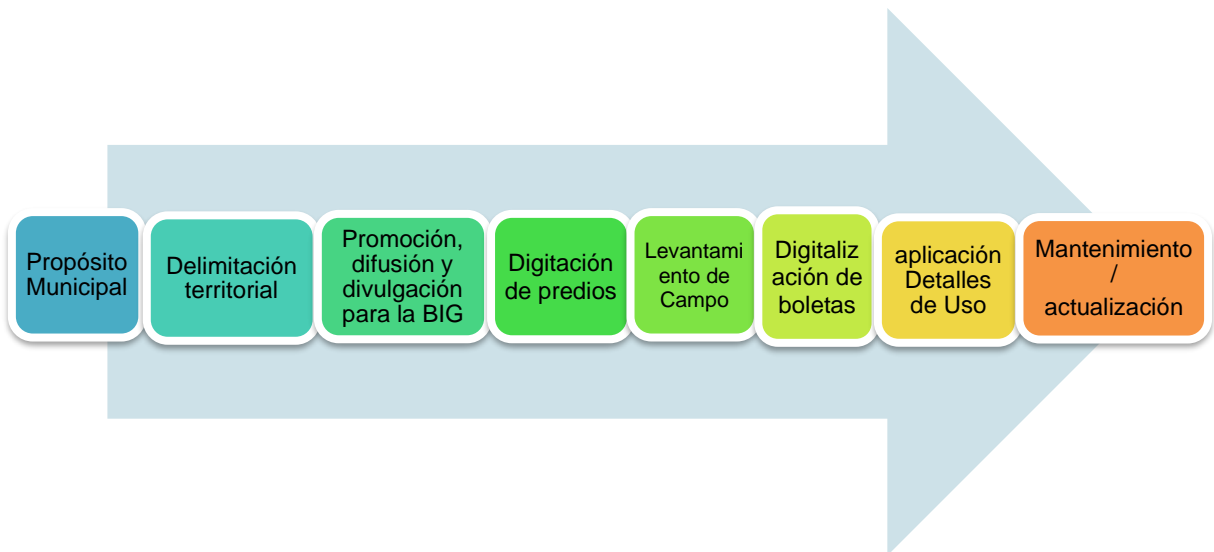 Propósito
Municipal
Delimitación
territorial
Promoción,
difusión y
divulgación
para la BIG
Digitación
de predios
Levantami
ento de
Campo
Digitaliz
ación de
boletas
aplicación
Detalles
de Uso
Mantenimiento
/
actualización